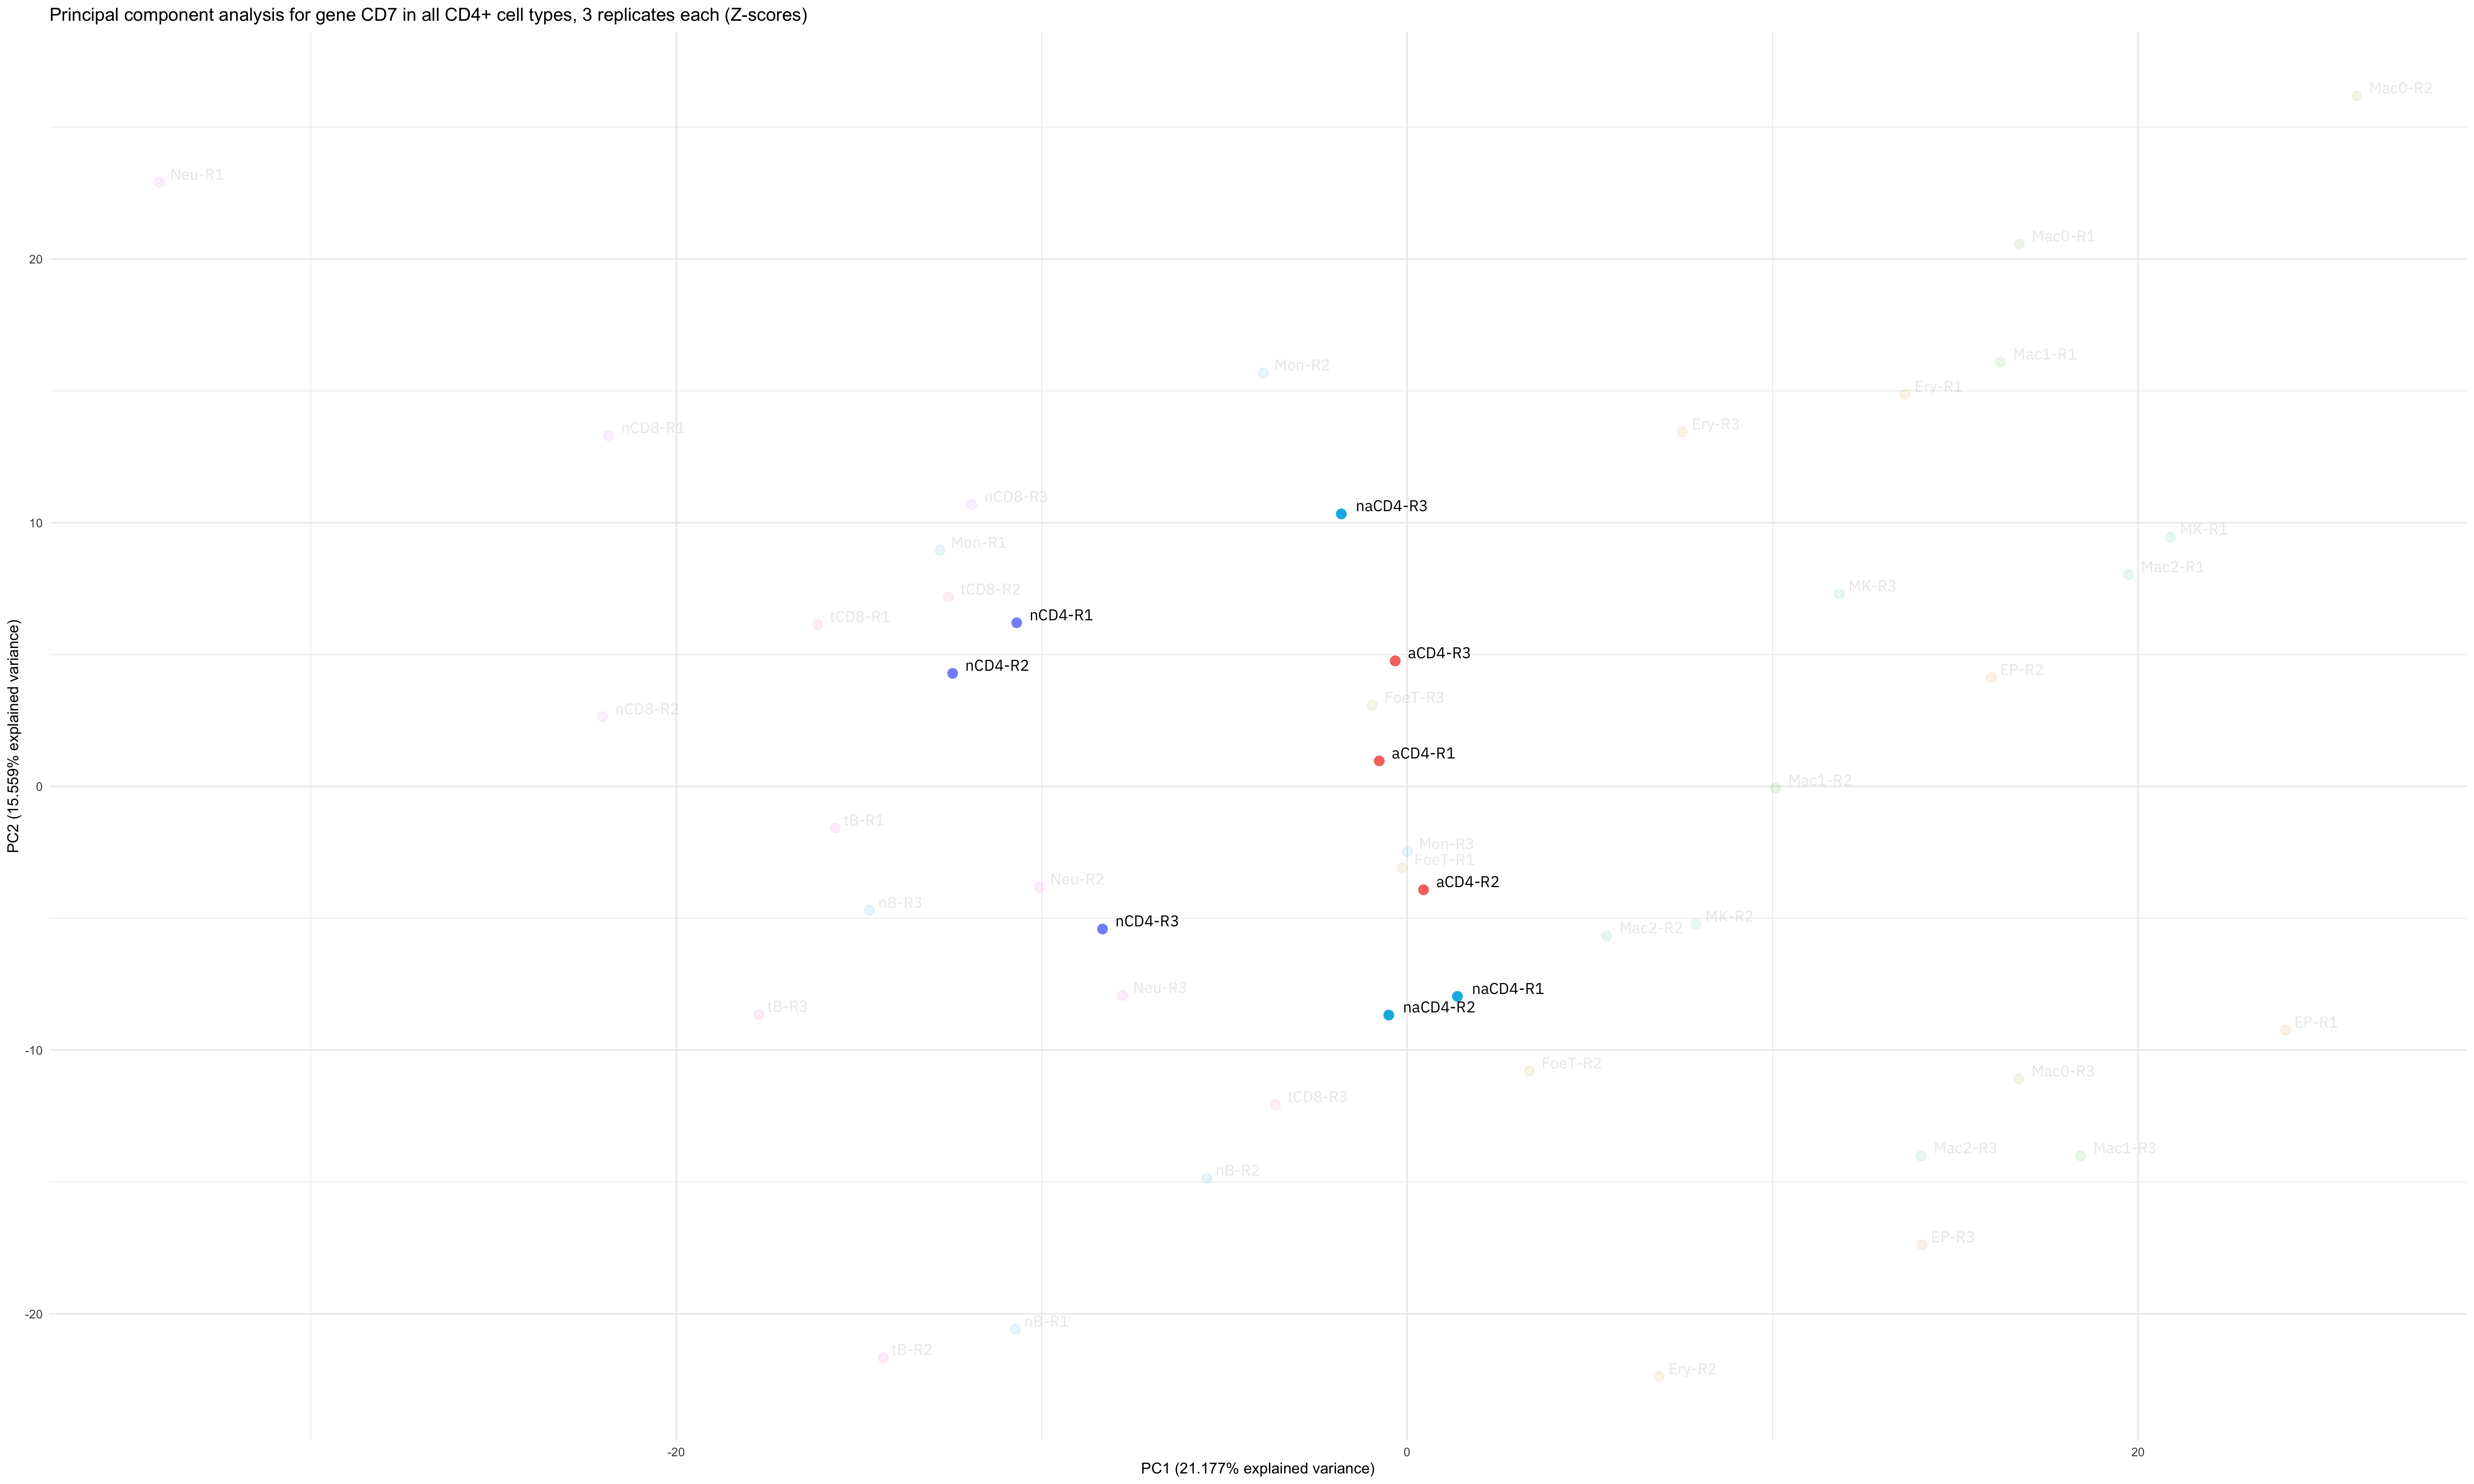 Principal component analysis for gene CD7 in all CD4+ cell types, 3 replicates each (Z-scores)
Mac0-R2
Neu-R1
Mac0-R1
20
Mac1-R1
Mon-R2
Ery-R1
Ery-R3
nCD8-R1
nCD8-R3
naCD4-R3
10
MK-R1
Mon-R1
Mac2-R1
tCD8-R2
MK-R3
tCD8-R1
nCD4-R1
aCD4-R3
nCD4-R2
EP-R2
FoeT-R3
nCD8-R2
aCD4-R1
0
Mac1-R2
tB-R1
PC2 (15.559% explained variance)
Mon-R3
FoeT-R1
Neu-R2
aCD4-R2
nB-R3
nCD4-R3
MK-R2
Mac2-R2
Neu-R3
naCD4-R1
tB-R3
naCD4-R2
EP-R1
-10
FoeT-R2
Mac0-R3
tCD8-R3
Mac2-R3
Mac1-R3
nB-R2
EP-R3
-20
nB-R1
tB-R2
Ery-R2
-20
0
20
PC1 (21.177% explained variance)